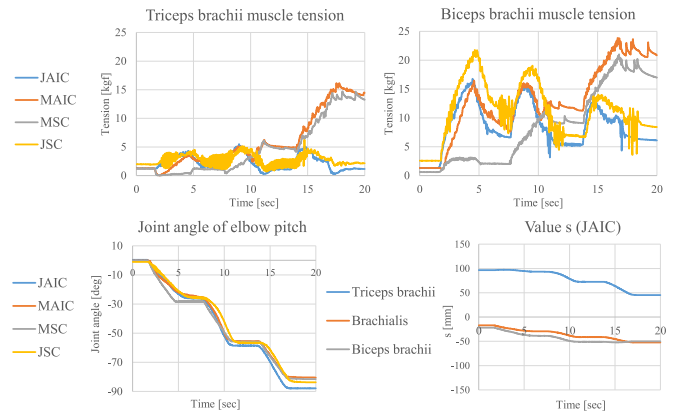 Triceps brachii muscle tension
JAIC
MAIC
MSC
JSC
Tension [kgf]
25
20
15
10
5
0
0 5 10 15 20
Time [sec]
Biceps brachii muscle tension
Tension [kgf]
25
20
15
10
5
0
0 5 10 15 20
Time [sec]
Joint angle of elbow pitch
JAIC
MAIC
MSC
JSC
Joint angle [deg]
10
-10
-30
-50
-70
-90
0 5 10 15 20
Time [sec]
Value s (JAIC)
Triceps brachii
Brachialis
Biceps brachii
s [mm]
150
100
50
0
-50
-100
-150
0 5 10 15 20
Time [sec]